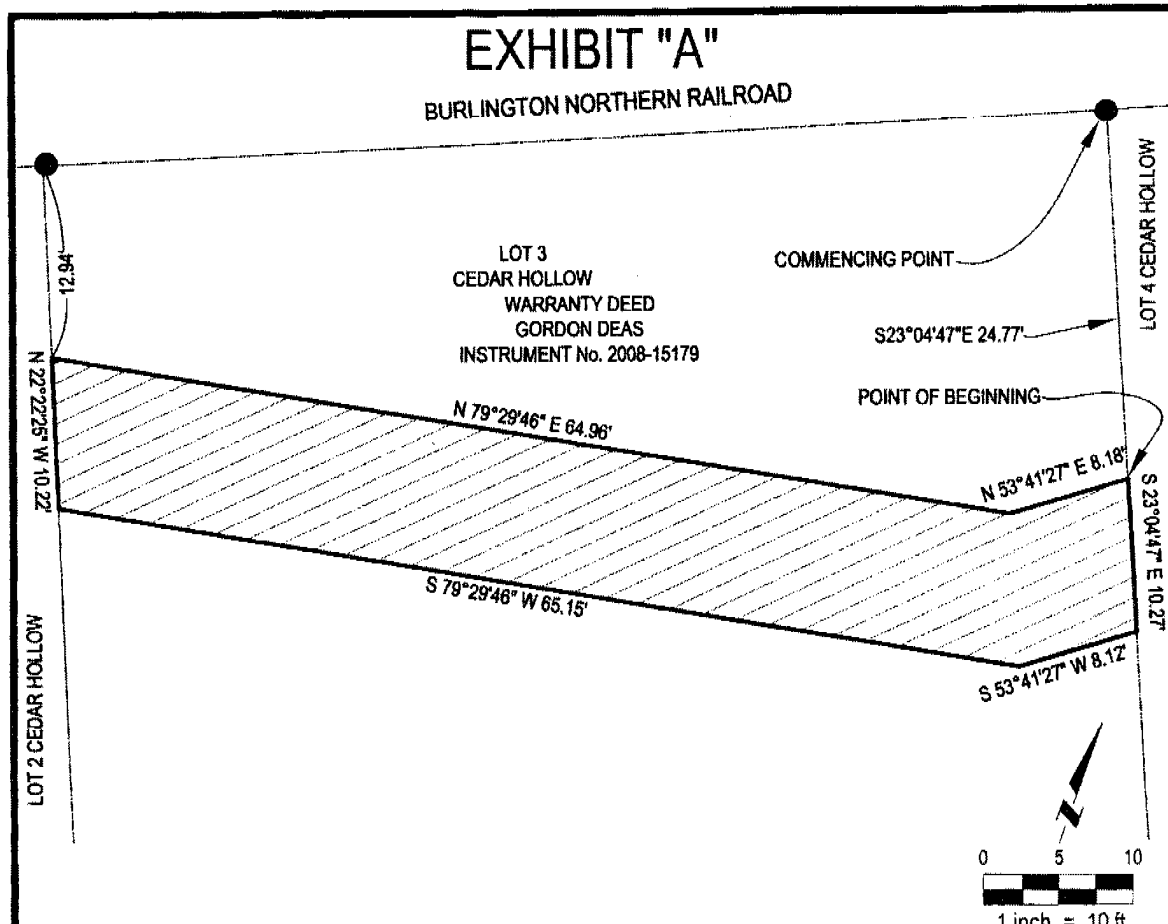 EXHIBIT "A"
BURLINGTON NORTHERN RAILROAD
12.94'
LOT 3
CEDAR HOLLOW
WARRANTY DEED
GORDON DEAS
INSTRUMENT No. 2008-15179
COMMENCING POINT
LOT 4 CEDAR HOLLOW
S23°04'47"E 24.77'
POINT OF BEGINNING
N 22°22'25" W 10.22'
N 79°29'46" E 64.96'
N 53°41'27" E 8.18'
S 23°04'47" E 10.27'
S 79°29'46" W 65.15'
S 53°41'27" W 8.12'
LOT 2 CEDAR HOLLOW
N
0 5 10
1 inch = 10 ft